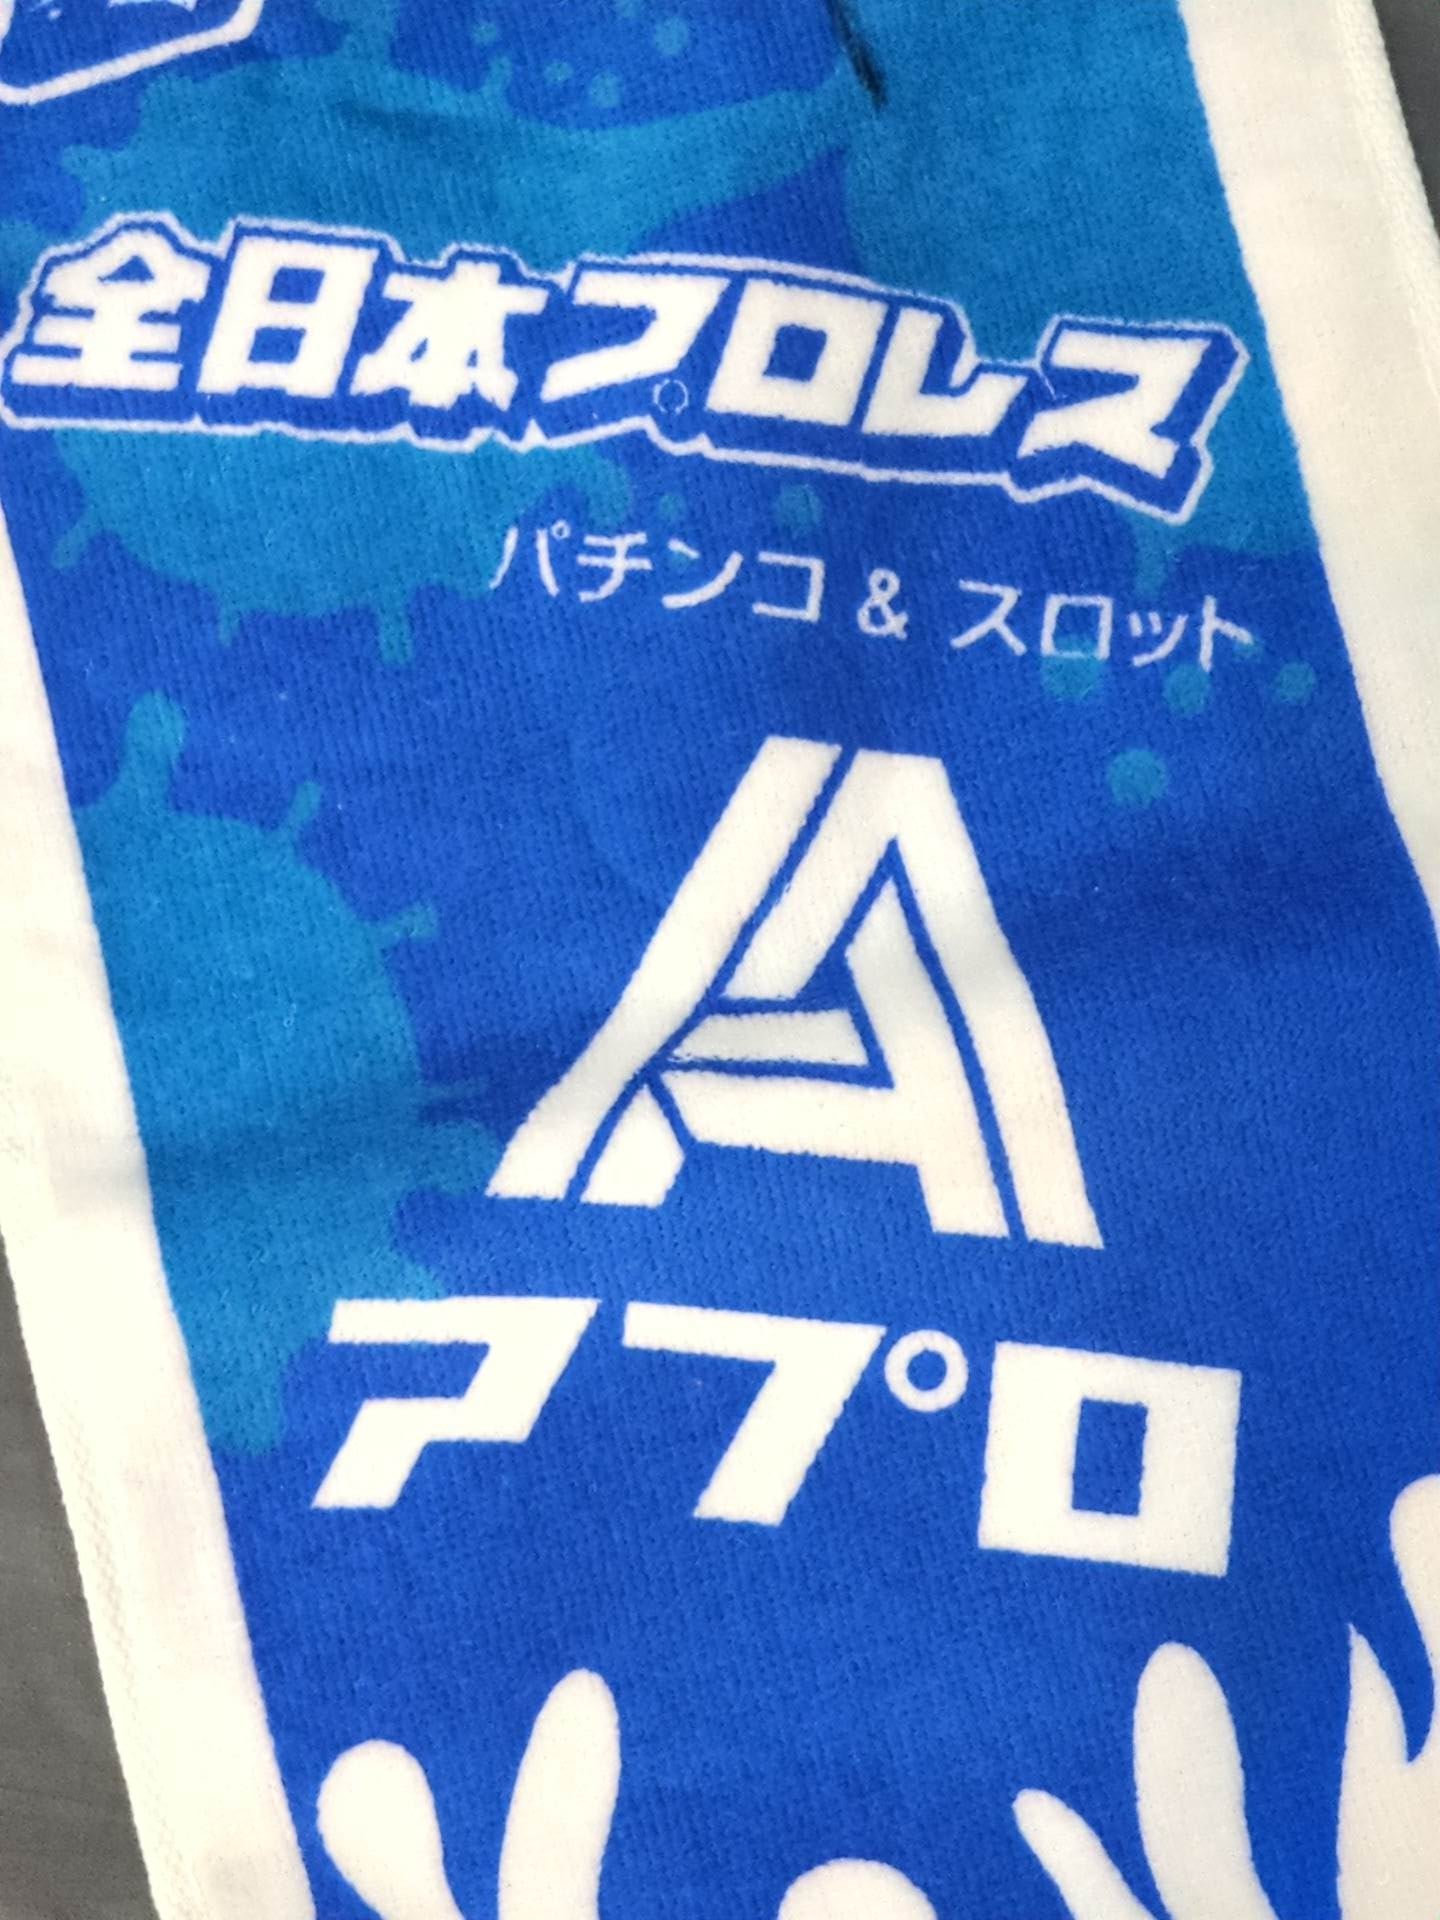 全日本プロレス
パチンコ & スロット
A
アプロ